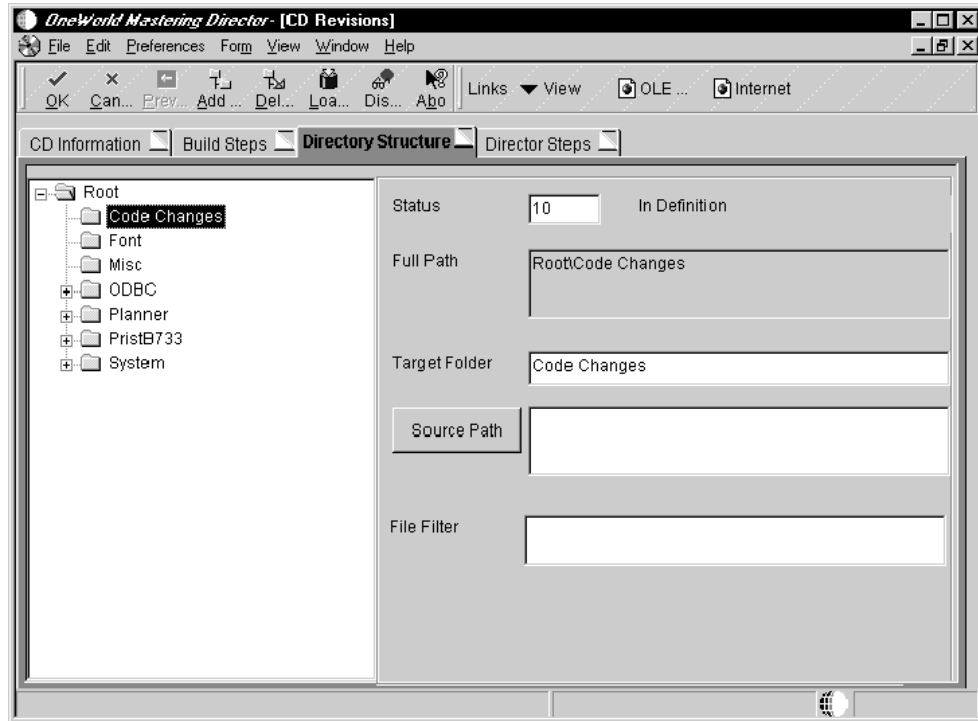 OneWorld Mastering Director - [CD Revisions]
File Edit Preferences Form View Window Help
OK Can... Prev... Add ... Del... Loa... Dis... Abo Links View OLE ... Internet
CD Information Build Steps Directory Structure Director Steps
Root
Code Changes
Font
Misc
ODBC
Planner
PristB733
System
Status 10 In Definition
Full Path Root\Code Changes
Target Folder Code Changes
Source Path
File Filter